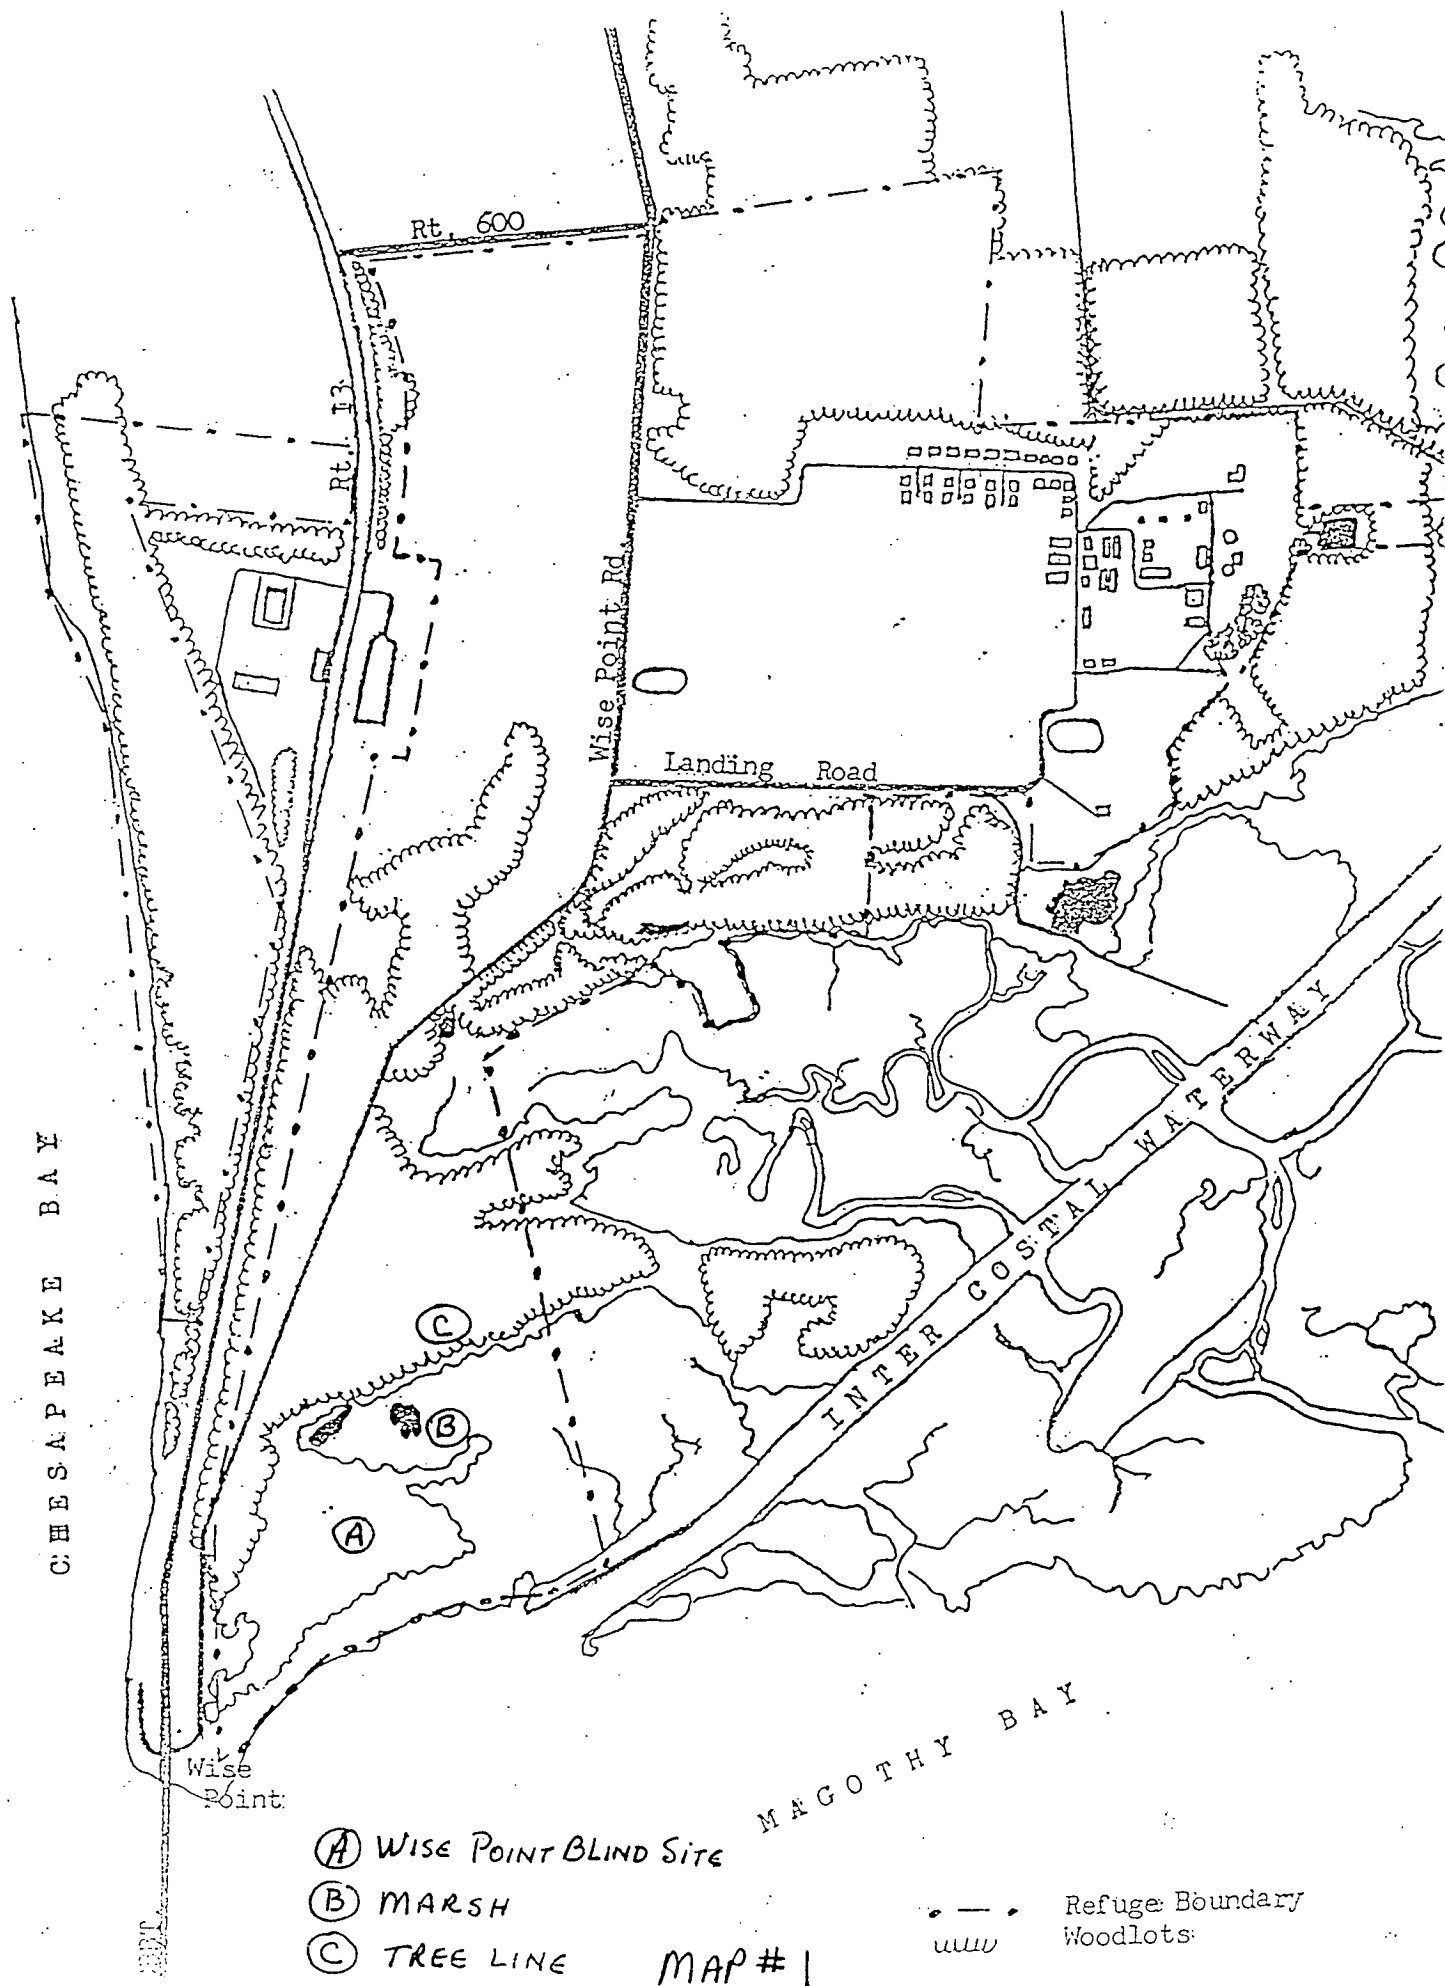 Rt. 600
Rt. 13
Wise Point Rd.
Landing Road
CHESAPEAKE BAY
INTER COSTAL WATERWAY
C
B
A
MAGOTHY BAY
Wise
Point
A WISE POINT BLIND SITE
B MARSH
C TREE LINE
MAP #1
Refuge Boundary
Woodlots